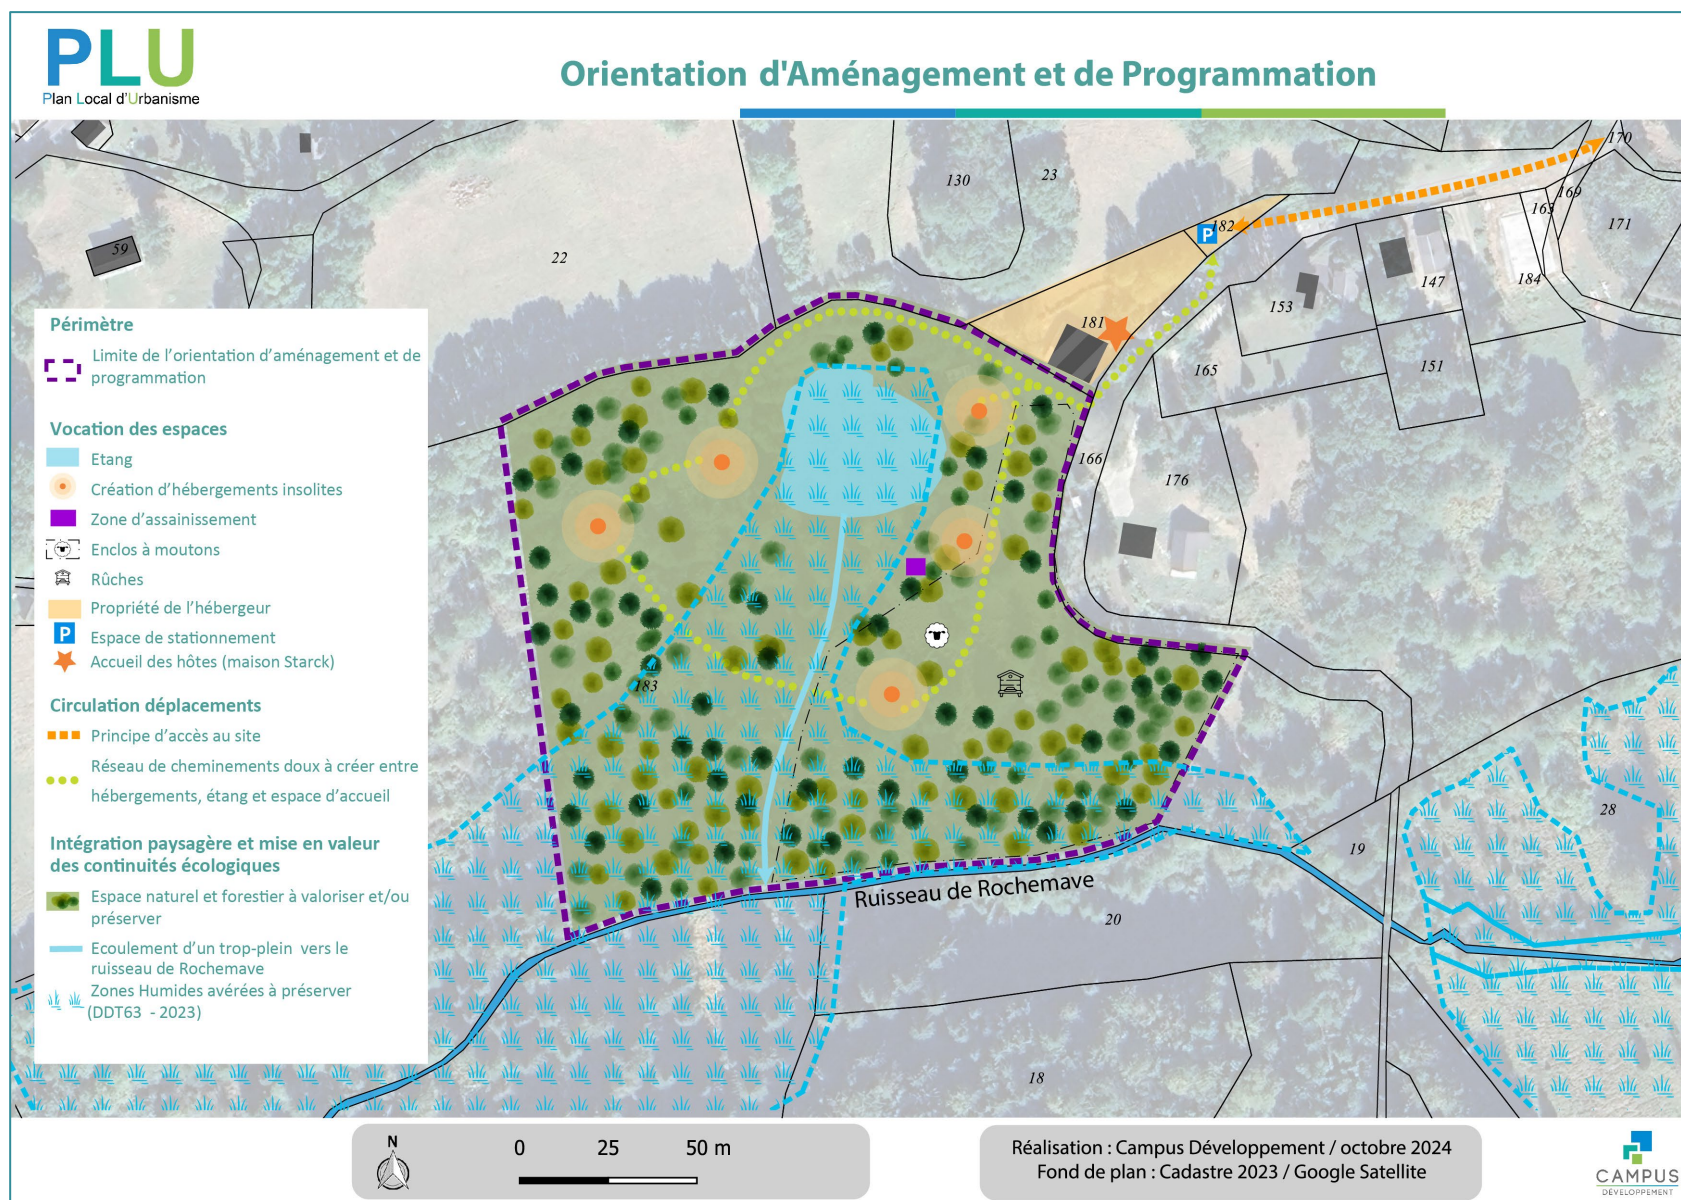 PLU
Plan Local d'Urbanisme
Orientation d'Aménagement et de Programmation
170
130
23
169
163
182
171
59
22
147
184
153
181
165
151
166
176
183
28
19
20
18
P
Ruisseau de Rochemave
Périmètre
Limite de l'orientation d'aménagement et de
programmation
Vocation des espaces
Etang
Création d'hébergements insolites
Zone d'assainissement
Enclos à moutons
Rûches
Propriété de l'hébergeur
P Espace de stationnement
Accueil des hôtes (maison Starck)
Circulation déplacements
Principe d'accès au site
Réseau de cheminements doux à créer entre
hébergements, étang et espace d'accueil
Intégration paysagère et mise en valeur
des continuités écologiques
Espace naturel et forestier à valoriser et/ou
préserver
Ecoulement d'un trop-plein vers le
ruisseau de Rochemave
Zones Humides avérées à préserver
(DDT63 - 2023)
N
0 25 50 m
Réalisation : Campus Développement / octobre 2024
Fond de plan : Cadastre 2023 / Google Satellite
CAMPUS
DÉVELOPPEMENT